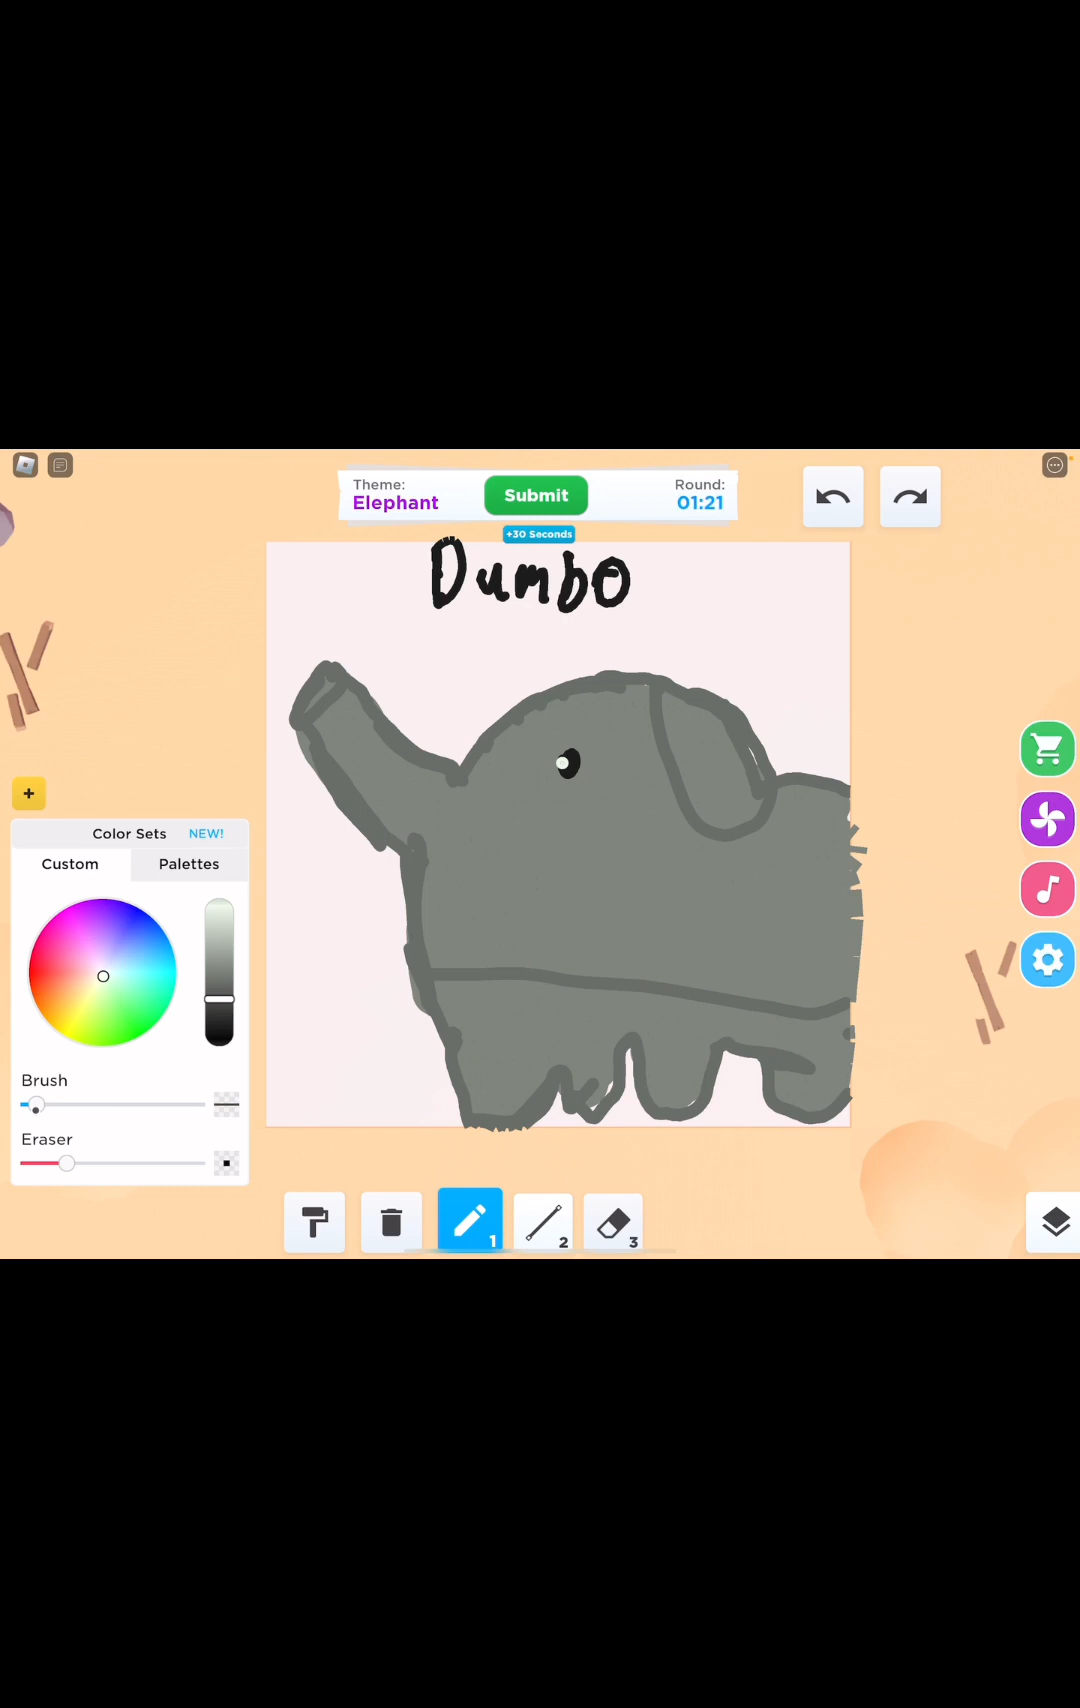 Theme:
Elephant
Submit
Round:
01:21
+30 Seconds
Dumbo
+
Color Sets NEW!
Custom Palettes
Brush
Eraser
1
2
3